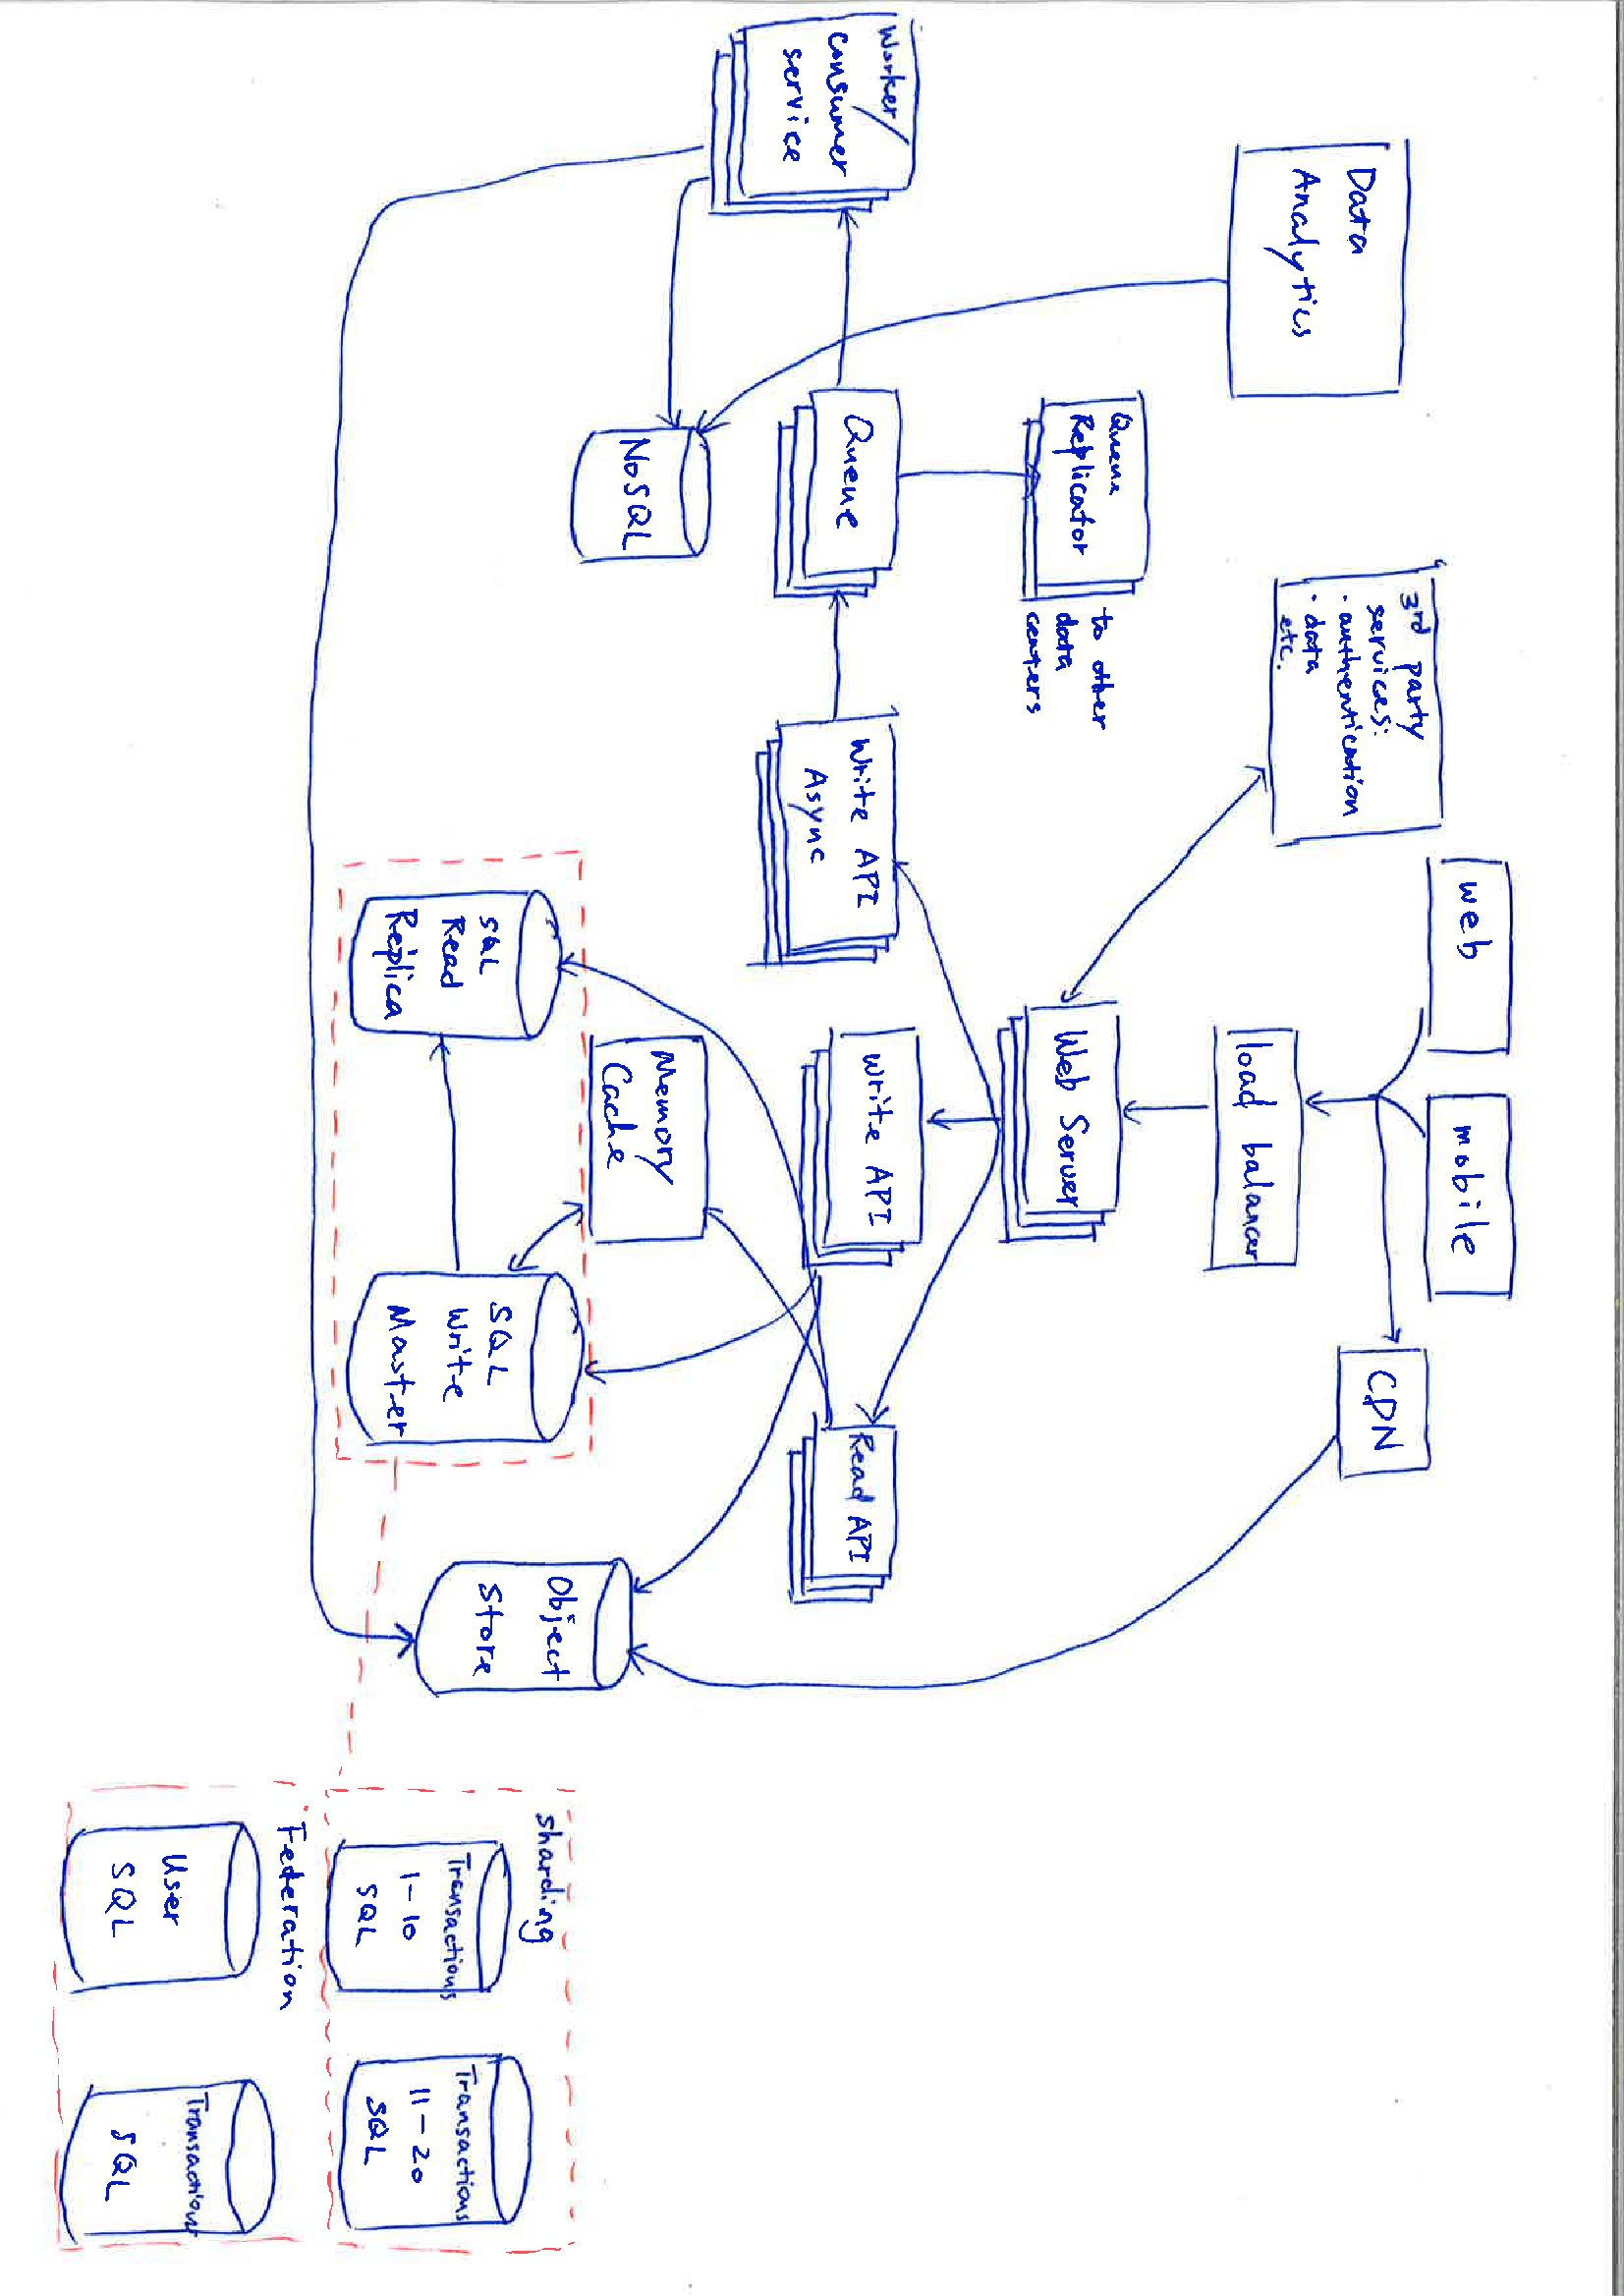 web
mobile
load balancer
CDN
3rd party
services:
· authentication
· data
etc.
Data
Analytics
Web Server
Queue
Replicator
to other
data
centers
Worker/
consumer
service
Queue
Write API
Async
Write API
Read API
NoSQL
Memory
Cache
SQL
Read
Replica
SQL
Write
Master
Object
Store
sharding
Transactions
1-10
SQL
Transactions
11-20
SQL
Federation
User
SQL
Transactions
SQL